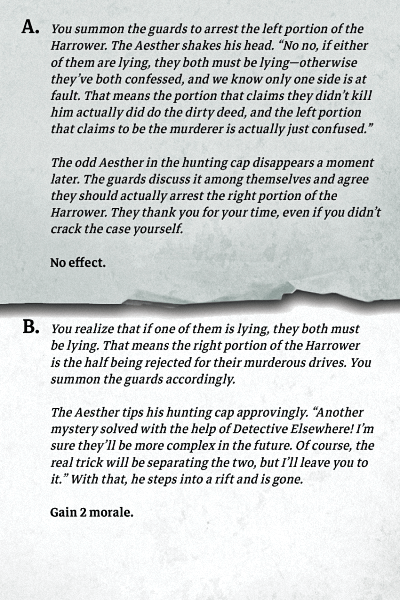 A. You summon the guards to arrest the left portion of the
Harrower. The Aesther shakes his head. “No no, if either
of them are lying, they both must be lying—otherwise
they’ve both confessed, and we know only one side is at
fault. That means the portion that claims they didn’t kill
him actually did do the dirty deed, and the left portion
that claims to be the murderer is actually just confused.”
The odd Aesther in the hunting cap disappears a moment
later. The guards discuss it among themselves and agree
they should actually arrest the right portion of the
Harrower. They thank you for your time, even if you didn’t
crack the case yourself.
No effect.
B. You realize that if one of them is lying, they both must
be lying. That means the right portion of the Harrower
is the half being rejected for their murderous drives. You
summon the guards accordingly.
The Aesther tips his hunting cap approvingly. “Another
mystery solved with the help of Detective Elsewhere! I’m
sure they’ll be more complex in the future. Of course, the
real trick will be separating the two, but I’ll leave you to
it.” With that, he steps into a rift and is gone.
Gain 2 morale.